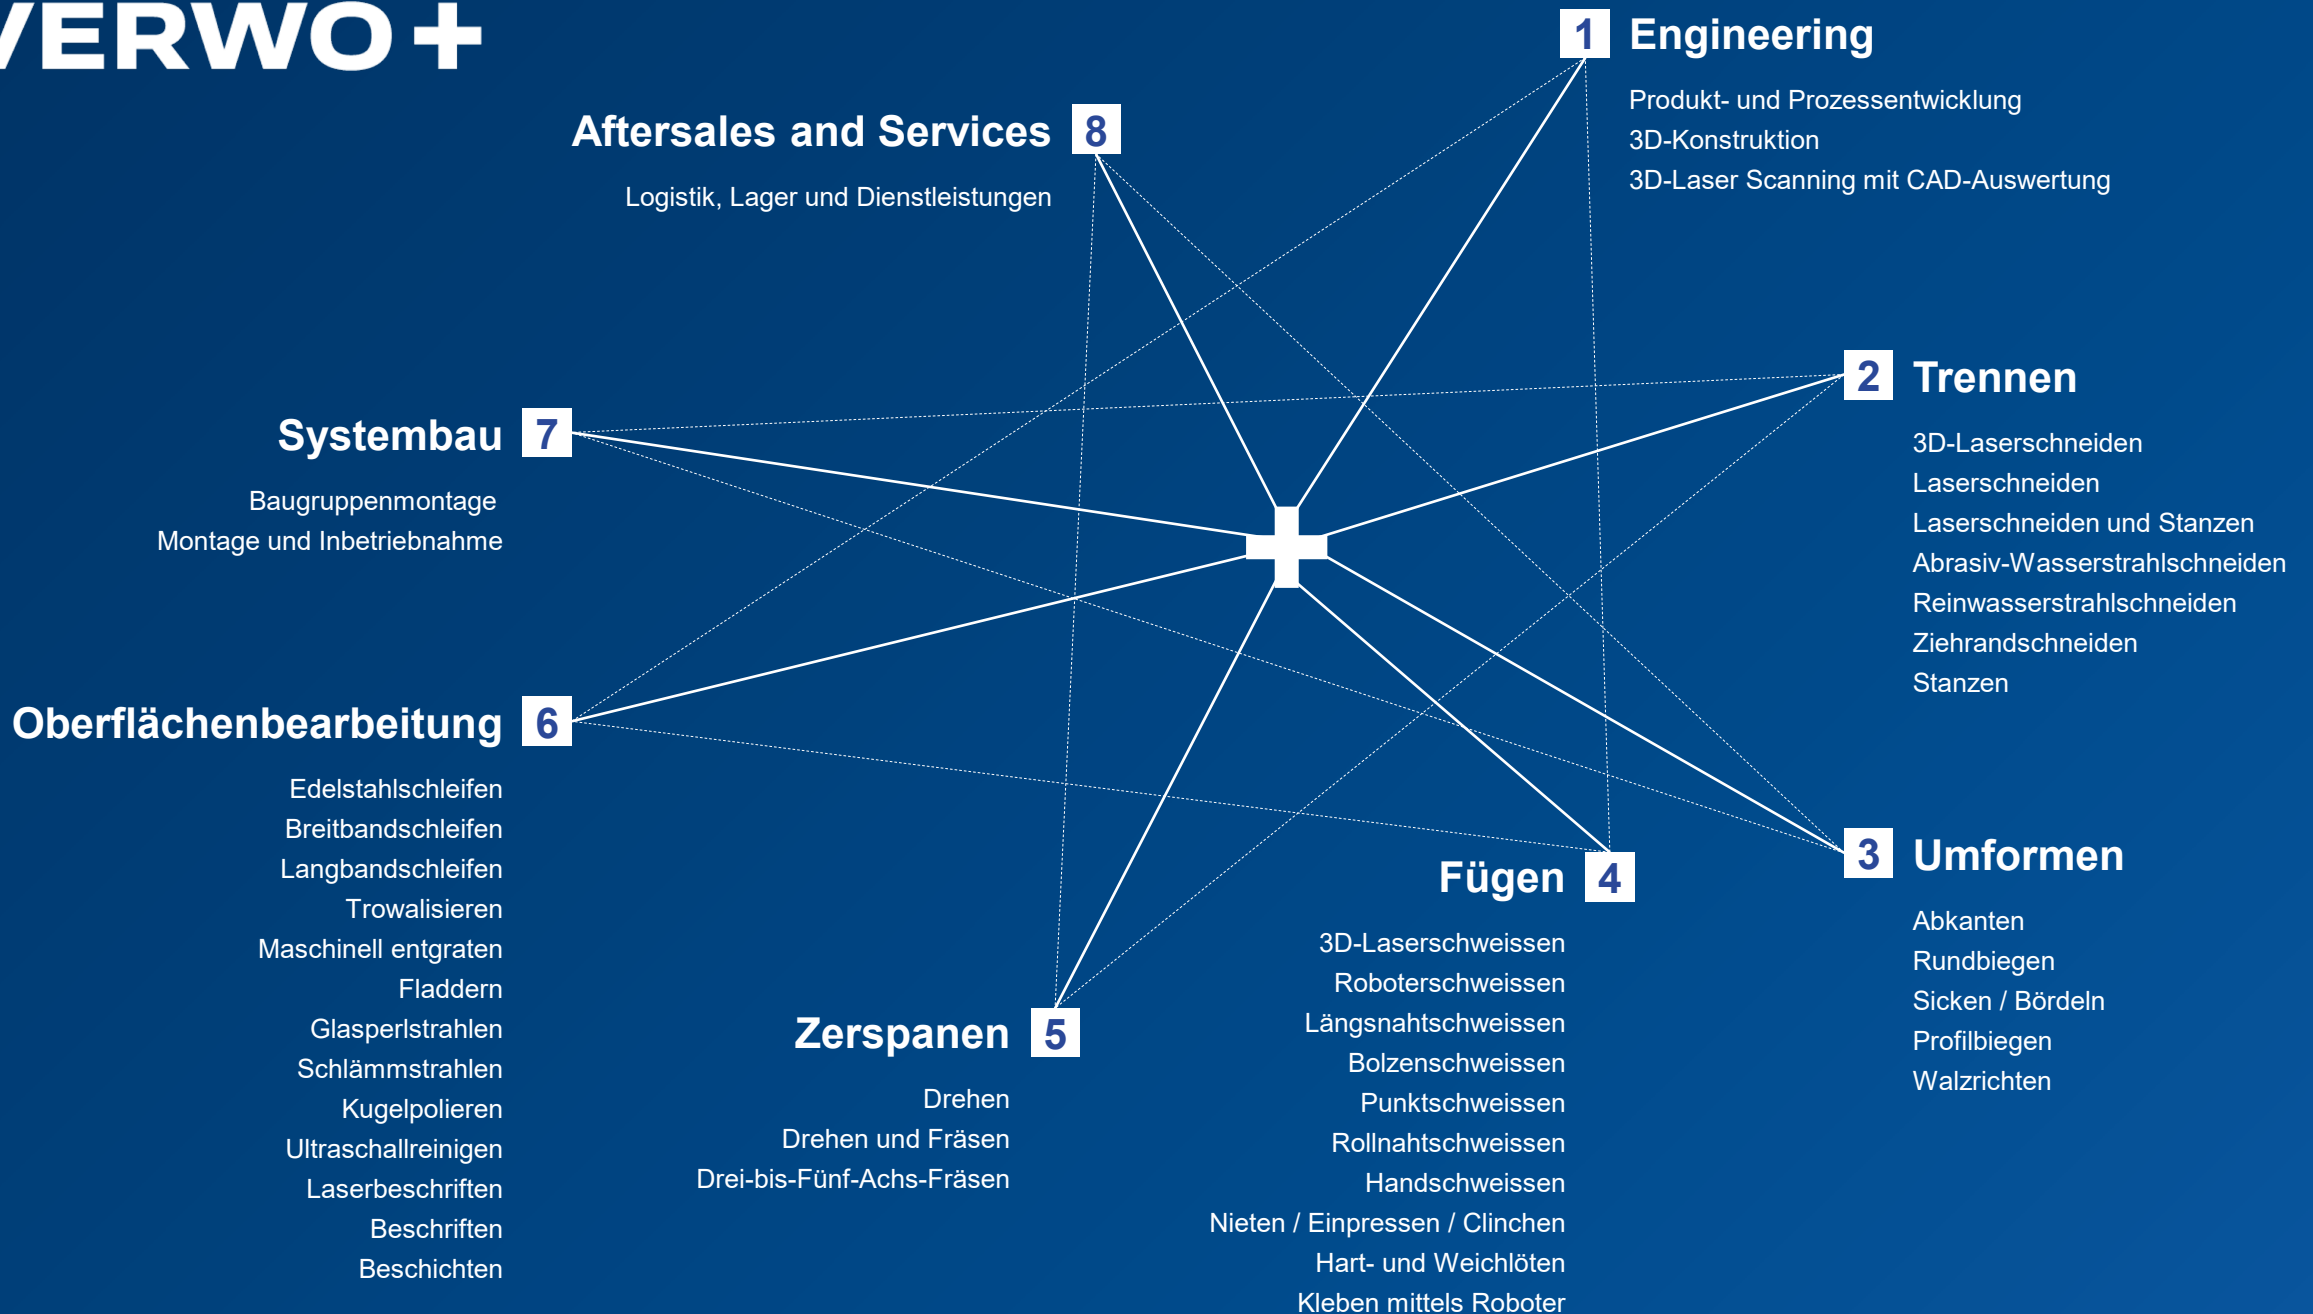 VERWO+
1 Engineering
Produkt- und Prozessentwicklung
3D-Konstruktion
3D-Laser Scanning mit CAD-Auswertung
Aftersales and Services 8
Logistik, Lager und Dienstleistungen
2 Trennen
3D-Laserschneiden
Laserschneiden
Laserschneiden und Stanzen
Abrasiv-Wasserstrahlschneiden
Reinwasserstrahlschneiden
Ziehrandschneiden
Stanzen
Systembau 7
Baugruppenmontage
Montage und Inbetriebnahme
Oberflächenbearbeitung 6
Edelstahlschleifen
Breitbandschleifen
Langbandschleifen
Trowalisieren
Maschinell entgraten
Fladdern
Glasperlstrahlen
Schlämmstrahlen
Kugelpolieren
Ultraschallreinigen
Laserbeschriften
Beschriften
Beschichten
3 Umformen
Abkanten
Rundbiegen
Sicken / Bördeln
Profilbiegen
Walzrichten
Fügen 4
3D-Laserschweissen
Roboterschweissen
Längsnahtschweissen
Bolzenschweissen
Punktschweissen
Rollnahtschweissen
Handschweissen
Nieten / Einpressen / Clinchen
Hart- und Weichlöten
Kleben mittels Roboter
Zerspanen 5
Drehen
Drehen und Fräsen
Drei-bis-Fünf-Achs-Fräsen